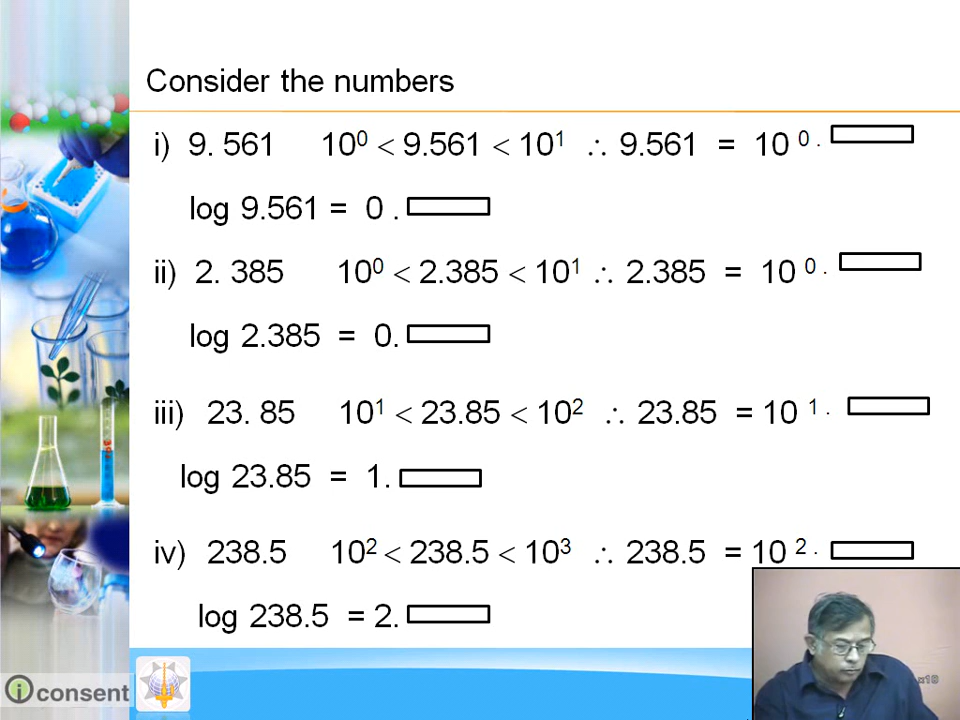 Consider the numbers
i) 9. 561 10⁰ < 9.561 < 10¹ ∴ 9.561 = 10 ⁰ ·
log 9.561 = 0 .
ii) 2. 385 10⁰ < 2.385 < 10¹ ∴ 2.385 = 10 ⁰ ·
log 2.385 = 0.
iii) 23. 85 10¹ < 23.85 < 10² ∴ 23.85 = 10 ¹ ·
log 23.85 = 1.
iv) 238.5 10² < 238.5 < 10³ ∴ 238.5 = 10 ² ·
log 238.5 = 2.
i consent